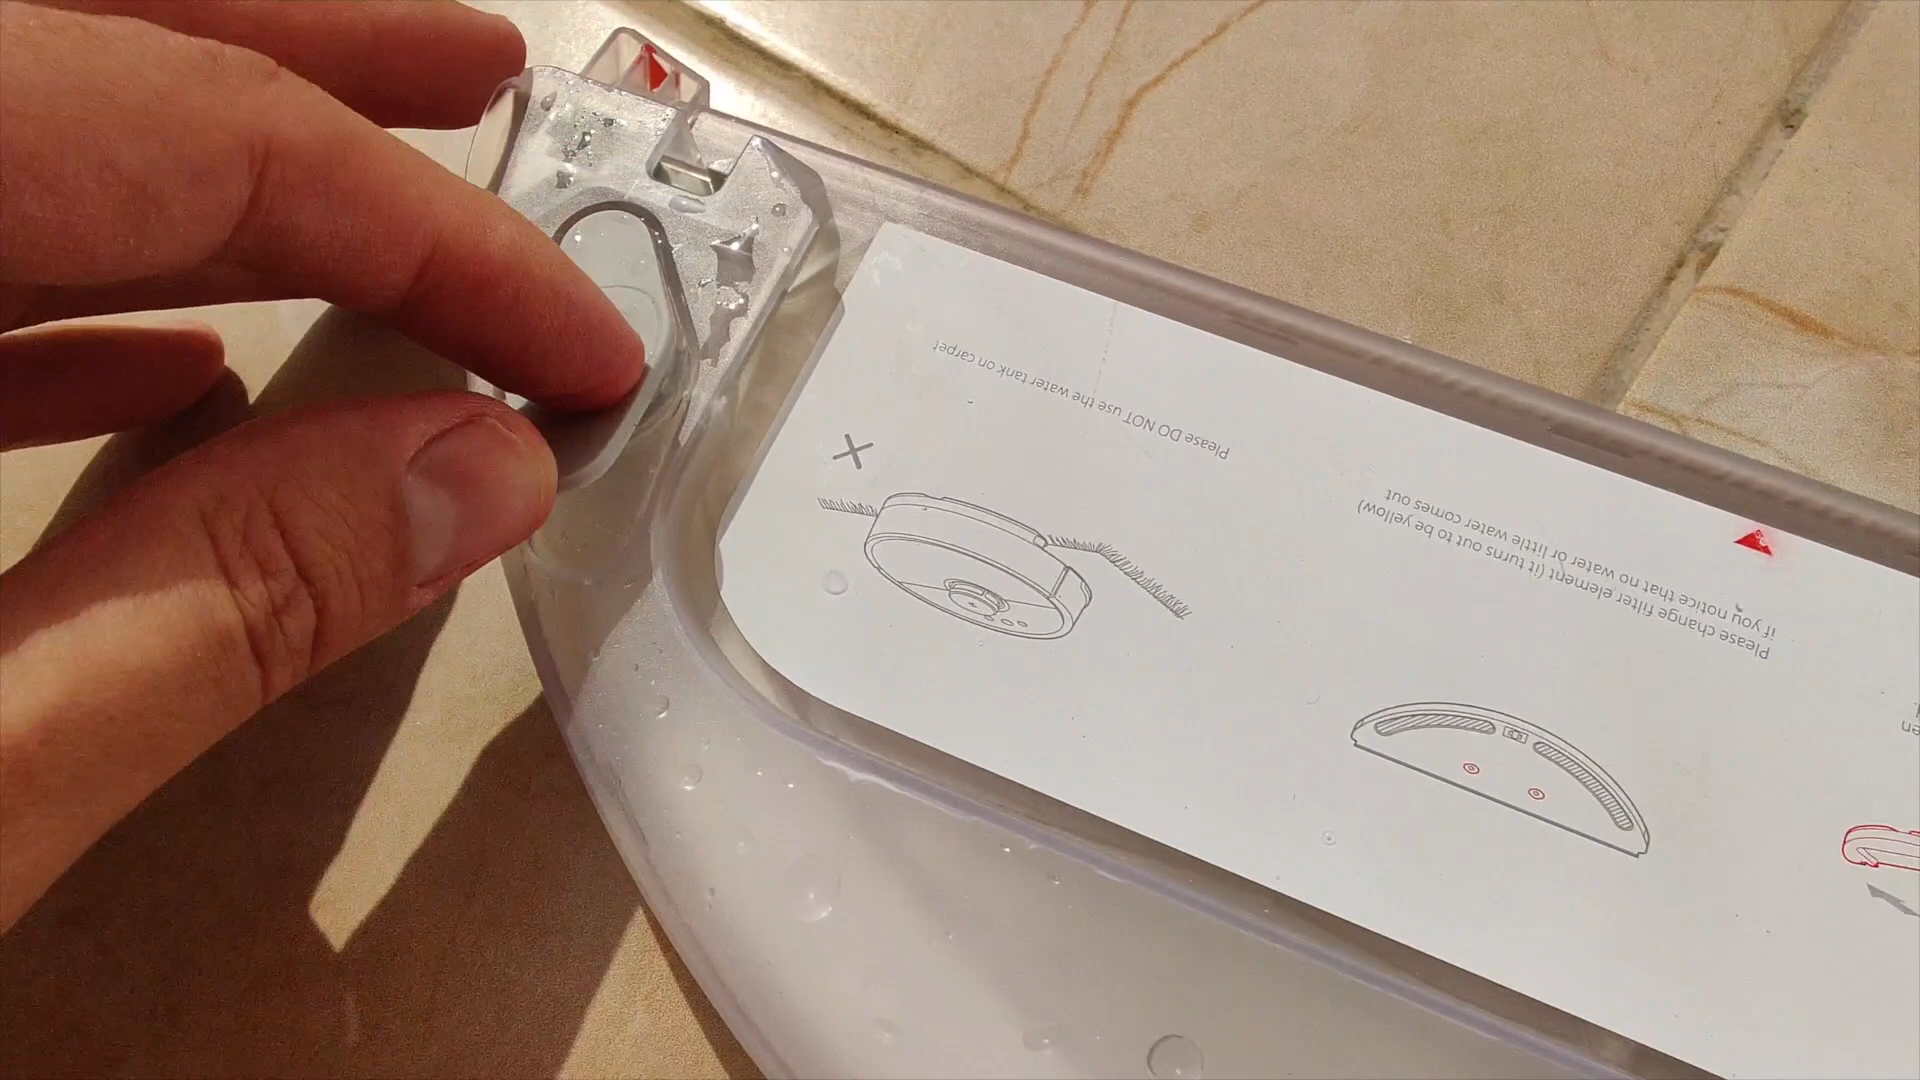 Please DO NOT use the water tank on carpet
Please change filter element (it turns out to be yellow)
if you notice that no water or little water comes out